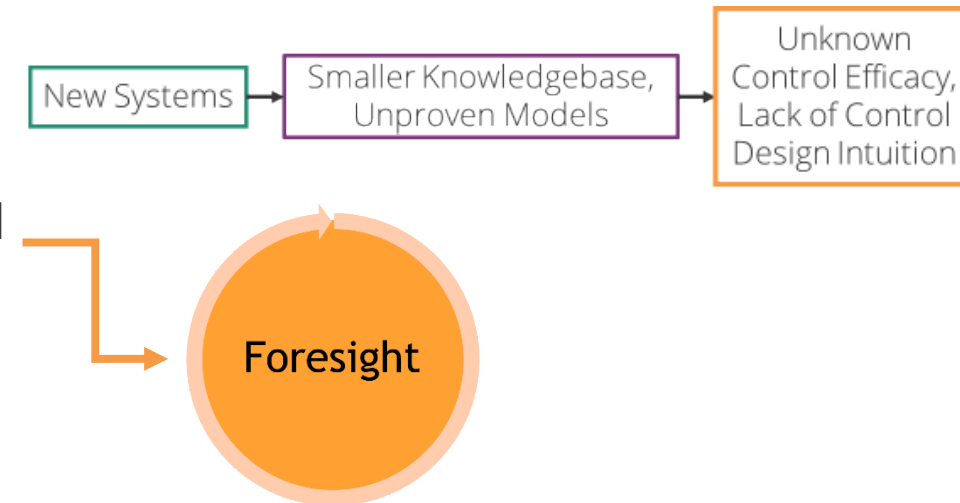 New Systems
Smaller Knowledgebase,
Unproven Models
Unknown
Control Efficacy,
Lack of Control
Design Intuition
Foresight